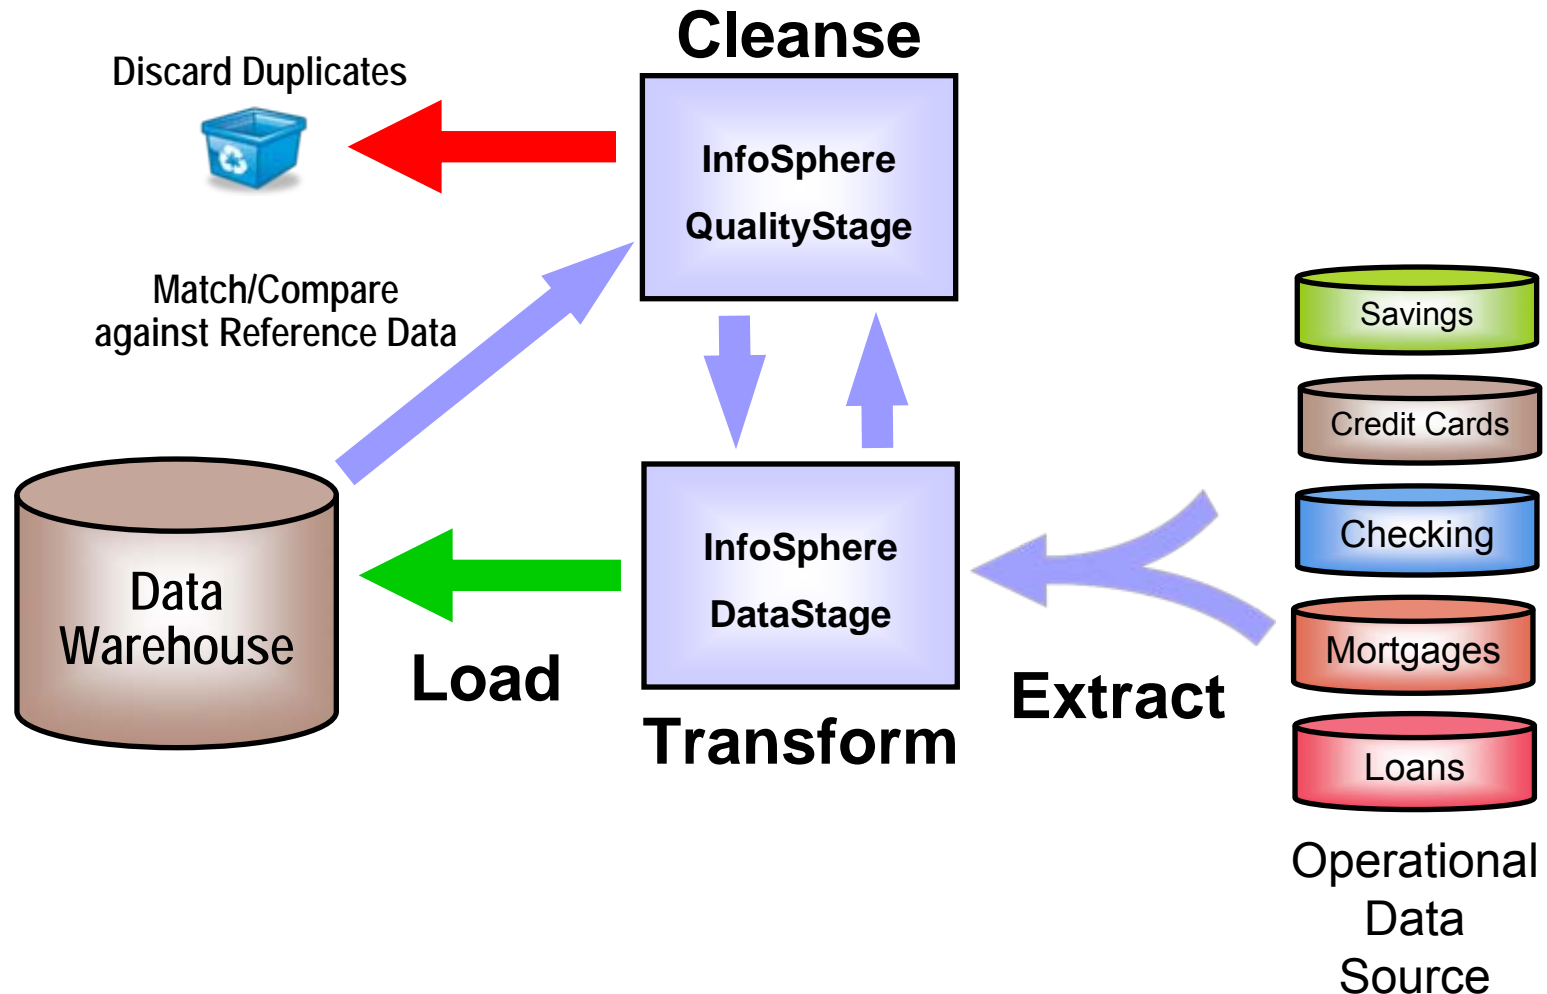 Cleanse
Discard Duplicates
InfoSphere
QualityStage
Match/Compare
against Reference Data
Savings
Credit Cards
Checking
Mortgages
Loans
Operational
Data
Source
InfoSphere
DataStage
Data
Warehouse
Load
Transform
Extract